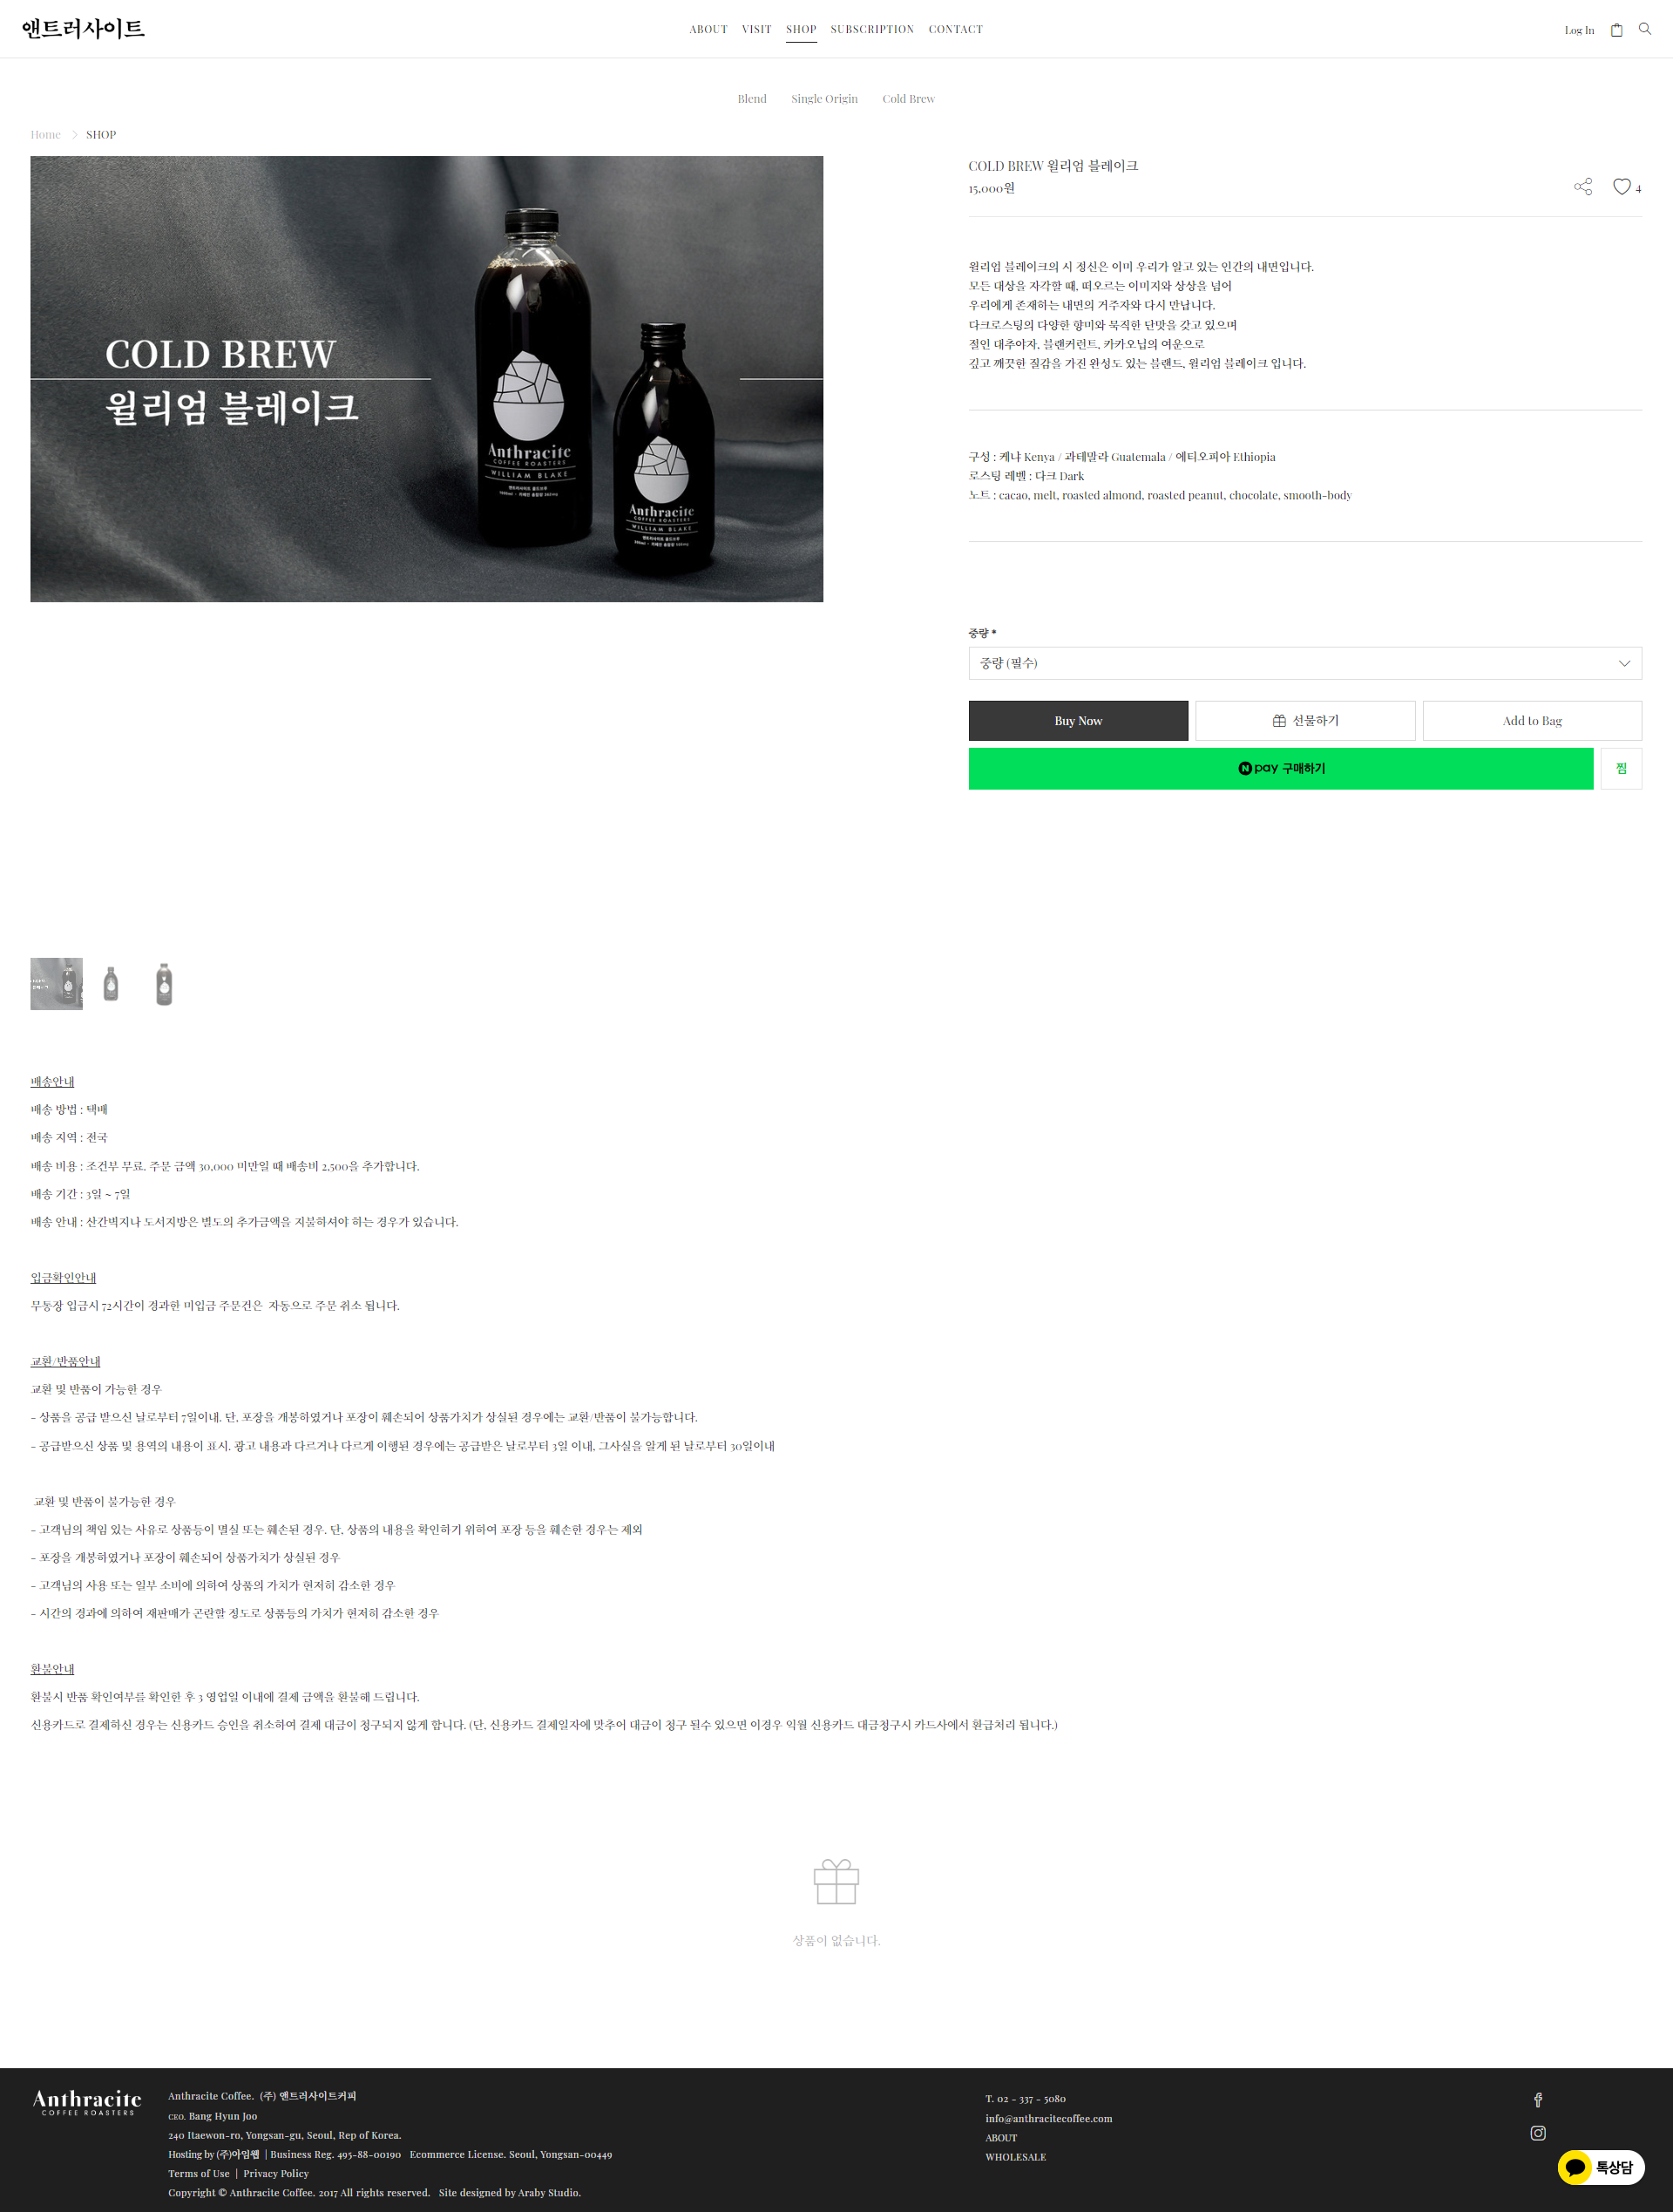 앤트러사이트
ABOUT VISIT SHOP SUBSCRIPTION CONTACT
Log In
Blend Single Origin Cold Brew
Home > SHOP
COLD BREW
윌리엄 블레이크
Anthracite
COFFEE ROASTERS
WILLIAM BLAKE
앤트러사이트 콜드브루
Anthracite
COFFEE ROASTERS
WILLIAM BLAKE
앤트러사이트 콜드브루
COLD BREW 윌리엄 블레이크
15,000원
4
윌리엄 블레이크의 시 정신은 이미 우리가 알고 있는 인간의 내면입니다.
모든 대상을 자각할 때, 떠오르는 이미지와 상상을 넘어
우리에게 존재하는 내면의 거주자와 다시 만납니다.
다크로스팅의 다양한 향미와 묵직한 단맛을 갖고 있으며
절인 대추야자, 블랜커런트, 카카오닙의 여운으로
깊고 깨끗한 질감을 가진 완성도 있는 블랜드, 윌리엄 블레이크 입니다.
구성 : 케냐 Kenya / 과테말라 Guatemala / 에티오피아 Ethiopia
로스팅 레벨 : 다크 Dark
노트 : cacao, melt, roasted almond, roasted peanut, chocolate, smooth-body
중량 *
중량 (필수)
Buy Now
선물하기
Add to Bag
N pay 구매하기
찜
배송안내
배송 방법 : 택배
배송 지역 : 전국
배송 비용 : 조건부 무료. 주문 금액 30,000 미만일 때 배송비 2,500을 추가합니다.
배송 기간 : 3일 ~ 7일
배송 안내 : 산간벽지나 도서지방은 별도의 추가금액을 지불하셔야 하는 경우가 있습니다.
입금확인안내
무통장 입금시 72시간이 경과한 미입금 주문건은 자동으로 주문 취소 됩니다.
교환/반품안내
교환 및 반품이 가능한 경우
- 상품을 공급 받으신 날로부터 7일이내. 단, 포장을 개봉하였거나 포장이 훼손되어 상품가치가 상실된 경우에는 교환/반품이 불가능합니다.
- 공급받으신 상품 및 용역의 내용이 표시. 광고 내용과 다르거나 다르게 이행된 경우에는 공급받은 날로부터 3일 이내, 그사실을 알게 된 날로부터 30일이내
교환 및 반품이 불가능한 경우
- 고객님의 책임 있는 사유로 상품등이 멸실 또는 훼손된 경우. 단, 상품의 내용을 확인하기 위하여 포장 등을 훼손한 경우는 제외
- 포장을 개봉하였거나 포장이 훼손되어 상품가치가 상실된 경우
- 고객님의 사용 또는 일부 소비에 의하여 상품의 가치가 현저히 감소한 경우
- 시간의 경과에 의하여 재판매가 곤란할 정도로 상품등의 가치가 현저히 감소한 경우
환불안내
환불시 반품 확인여부를 확인한 후 3 영업일 이내에 결제 금액을 환불해 드립니다.
신용카드로 결제하신 경우는 신용카드 승인을 취소하여 결제 대금이 청구되지 않게 합니다. (단, 신용카드 결제일자에 맞추어 대금이 청구 될수 있으면 이경우 익월 신용카드 대금청구시 카드사에서 환급처리 됩니다.)
상품이 없습니다.
Anthracite
COFFEE ROASTERS
Anthracite Coffee. (주) 앤트러사이트커피
CEO. Bang Hyun Joo
240 Itaewon-ro, Yongsan-gu, Seoul, Rep of Korea.
Hosting by (주)아임웹 | Business Reg. 495-88-00190 Ecommerce License. Seoul, Yongsan-00449
Terms of Use | Privacy Policy
Copyright © Anthracite Coffee. 2017 All rights reserved. Site designed by Araby Studio.
T. 02 - 337 - 5080
info@anthracitecoffee.com
ABOUT
WHOLESALE
톡상담